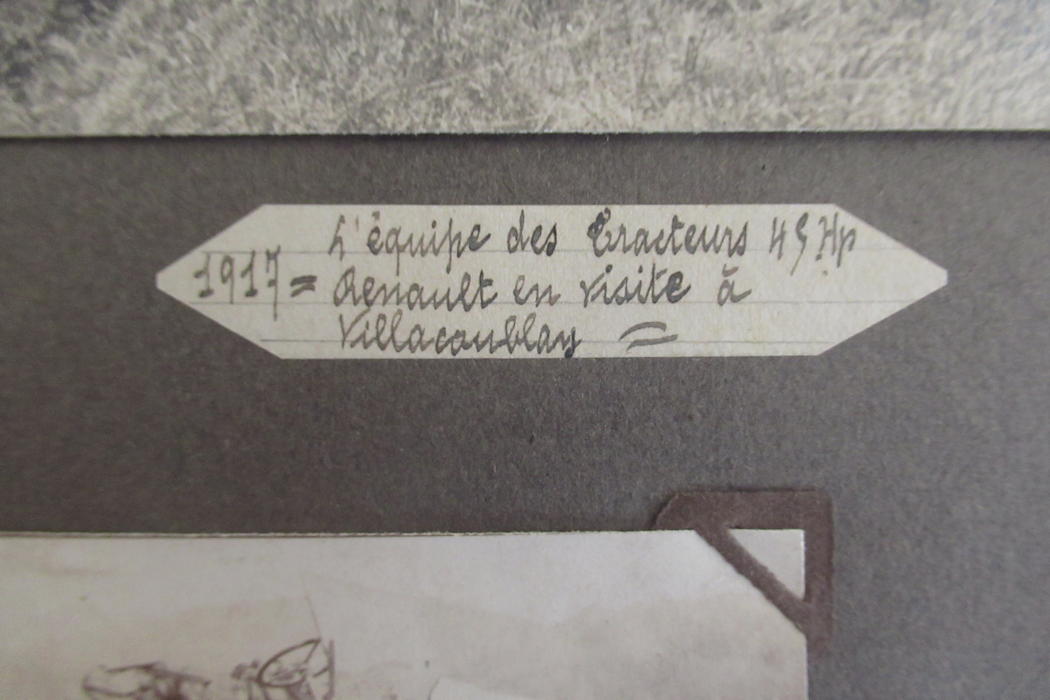 L'équipe des Tracteurs 45 Hp
1917 = Renault en visite à
Villacoublay =